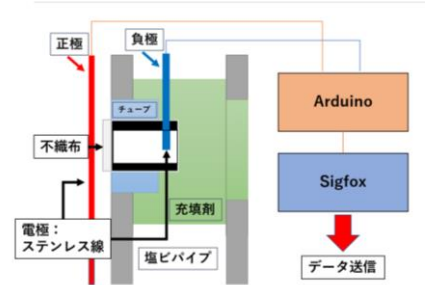 正極
負極
チューブ
不織布
充填剤
電極：
ステンレス線
塩ビパイプ
Arduino
Sigfox
データ送信